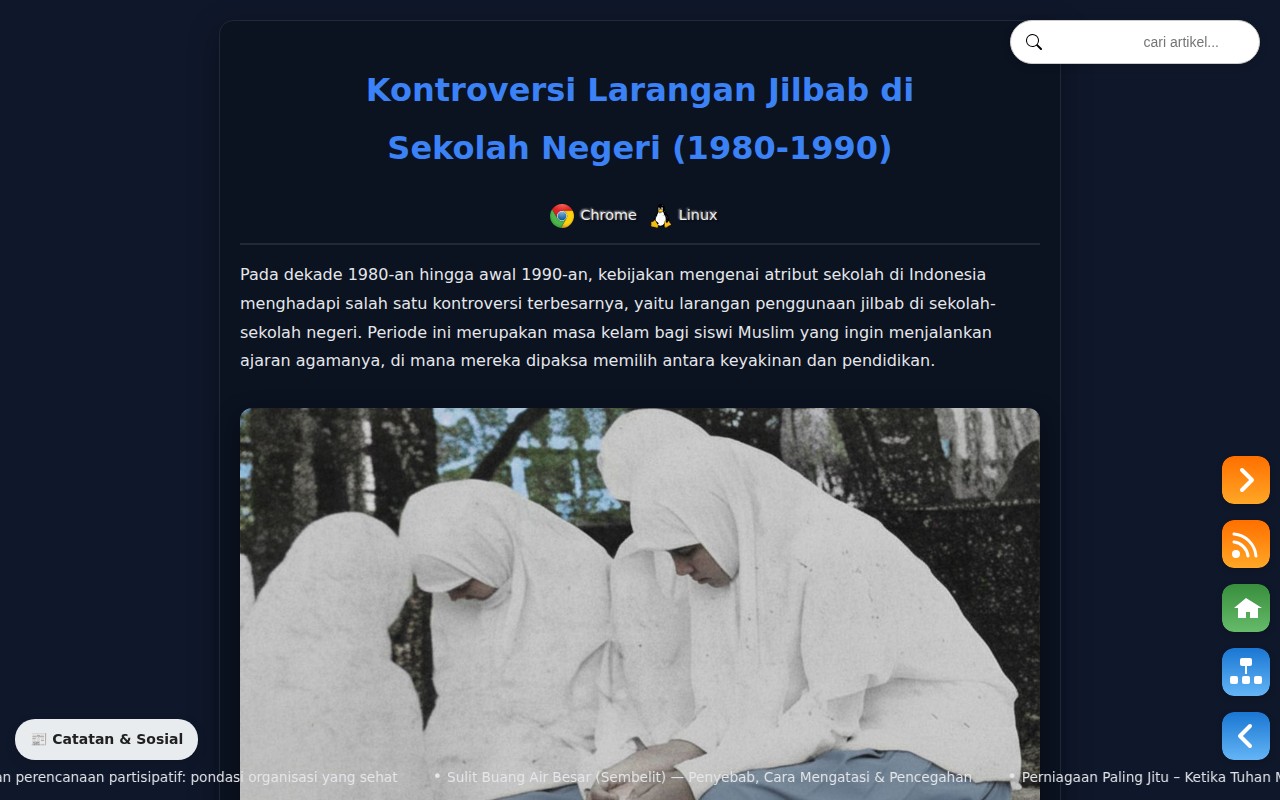 cari artikel...
Kontroversi Larangan Jilbab di
Sekolah Negeri (1980-1990)
Chrome Linux
Pada dekade 1980-an hingga awal 1990-an, kebijakan mengenai atribut sekolah di Indonesia
menghadapi salah satu kontroversi terbesarnya, yaitu larangan penggunaan jilbab di sekolah-
sekolah negeri. Periode ini merupakan masa kelam bagi siswi Muslim yang ingin menjalankan
ajaran agamanya, di mana mereka dipaksa memilih antara keyakinan dan pendidikan.
📰 Catatan & Sosial
an perencanaan partisipatif: pondasi organisasi yang sehat • Sulit Buang Air Besar (Sembelit) — Penyebab, Cara Mengatasi & Pencegahan • Perniagaan Paling Jitu – Ketika Tuhan M